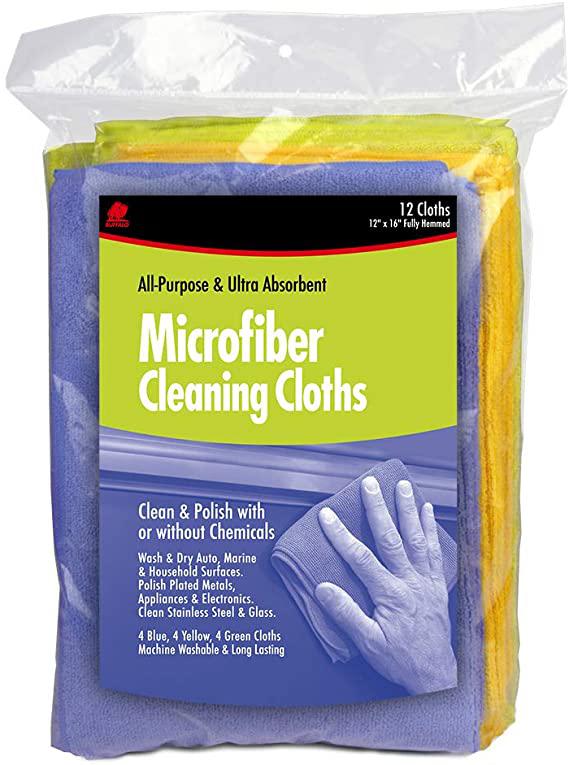 BUFFALO
12 Cloths
12" x 16" Fully Hemmed
All-Purpose & Ultra Absorbent
Microfiber
Cleaning Cloths
Clean & Polish with
or without Chemicals
Wash & Dry Auto, Marine
& Household Surfaces.
Polish Plated Metals,
Appliances & Electronics.
Clean Stainless Steel & Glass.
4 Blue, 4 Yellow, 4 Green Cloths
Machine Washable & Long Lasting